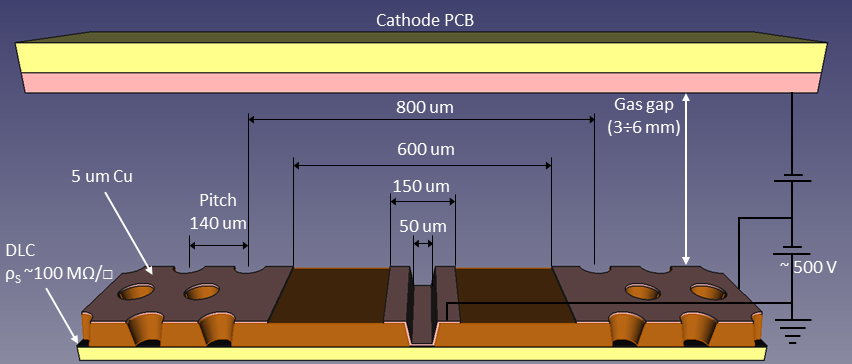 Cathode PCB
800 um
Gas gap
(3÷6 mm)
600 um
5 um Cu
Pitch
140 um
150 um
50 um
DLC
ρS ~100 MΩ/□
~ 500 V